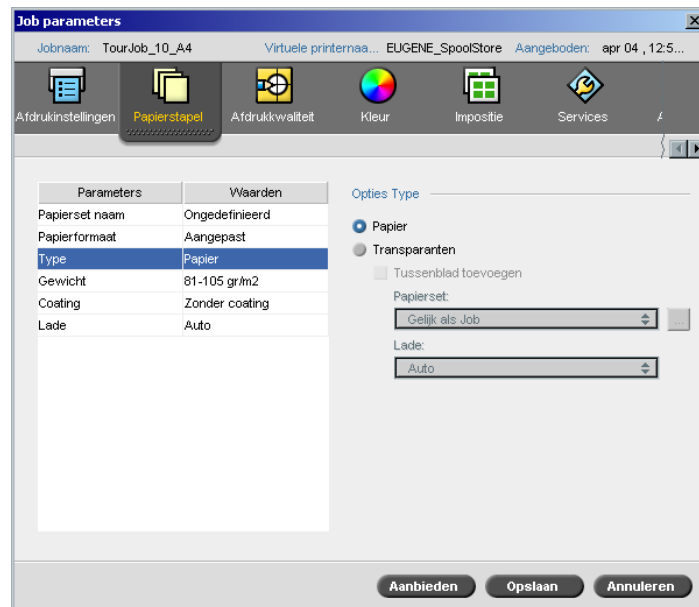 Job parameters
Jobnaam: TourJob_10_A4 Virtuele printernaa... EUGENE_SpoolStore Aangeboden: apr 04 , 12:5...
Afdrukinstellingen Papierstapel Afdrukkwaliteit Kleur Impositie Services
Parameters Waarden
Papierset naam Ongedefinieerd
Papierformaat Aangepast
Type Papier
Gewicht 81-105 gr/m2
Coating Zonder coating
Lade Auto
Opties Type
Papier
Transparanten
Tussenblad toevoegen
Papierset:
Gelijk als Job ...
Lade:
Auto
Aanbieden Opslaan Annuleren